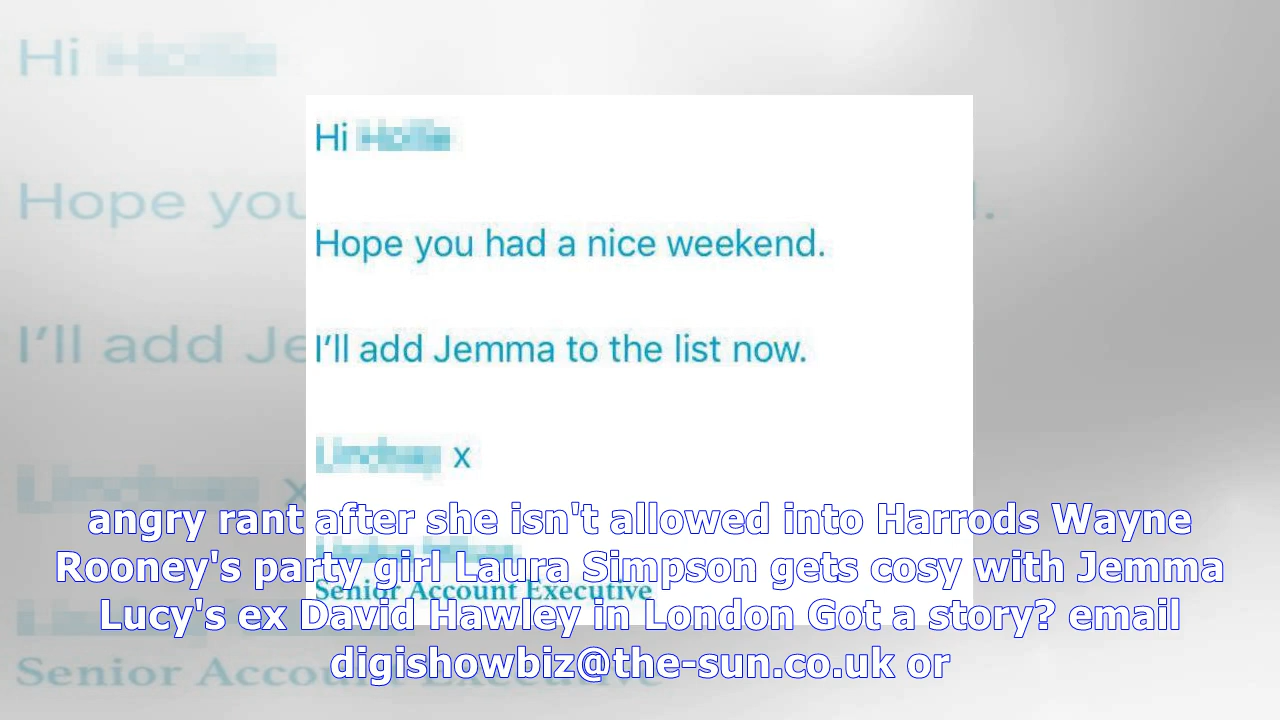 Hi
Hope you had a nice weekend.
I'll add Jemma to the list now.
x
Senior Account Executive
angry rant after she isn't allowed into Harrods Wayne
Rooney's party girl Laura Simpson gets cosy with Jemma
Lucy's ex David Hawley in London Got a story? email
digishowbiz@the-sun.co.uk or